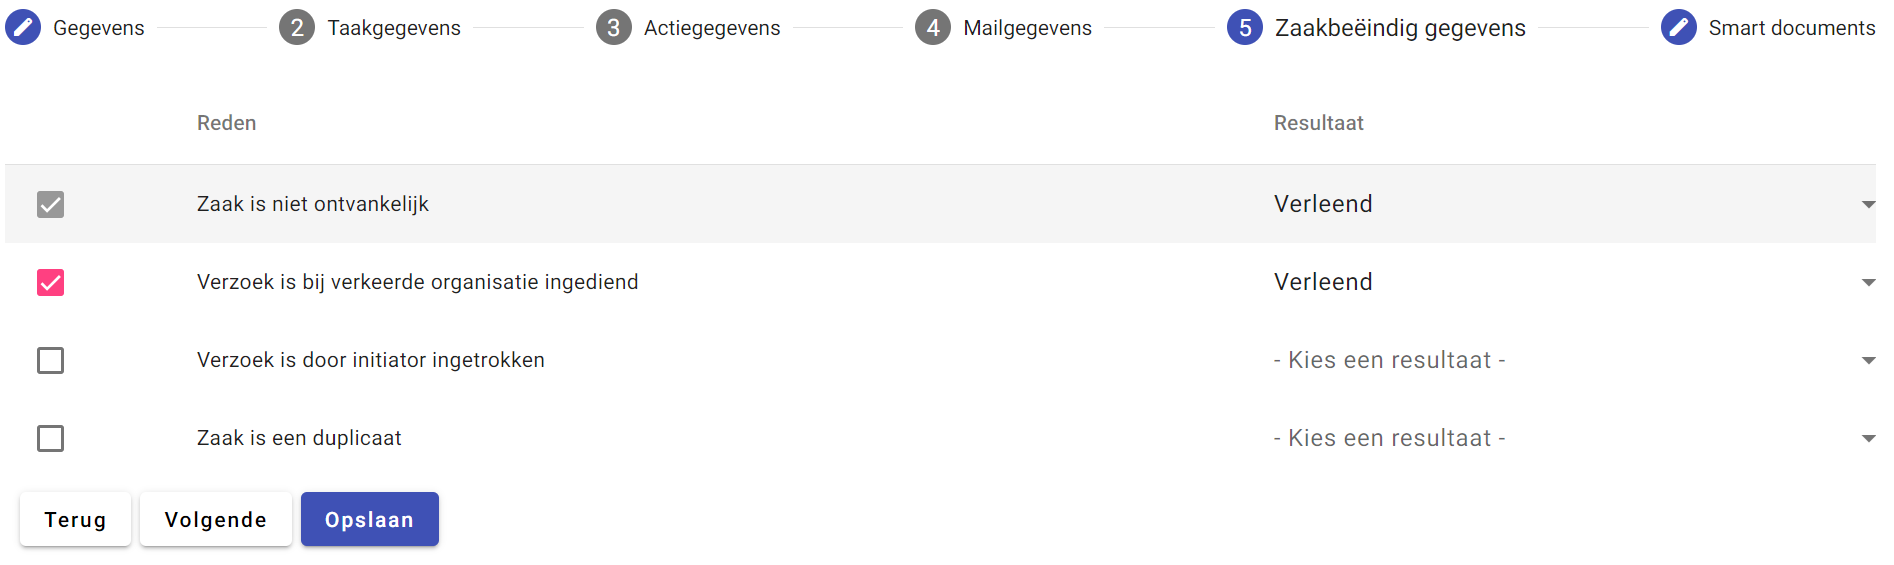 Gegevens 2 Taakgegevens 3 Actiegegevens 4 Mailgegevens 5 Zaakbeëindig gegevens Smart documents
Reden Resultaat
Zaak is niet ontvankelijk Verleend
Verzoek is bij verkeerde organisatie ingediend Verleend
Verzoek is door initiator ingetrokken - Kies een resultaat -
Zaak is een duplicaat - Kies een resultaat -
Terug Volgende Opslaan